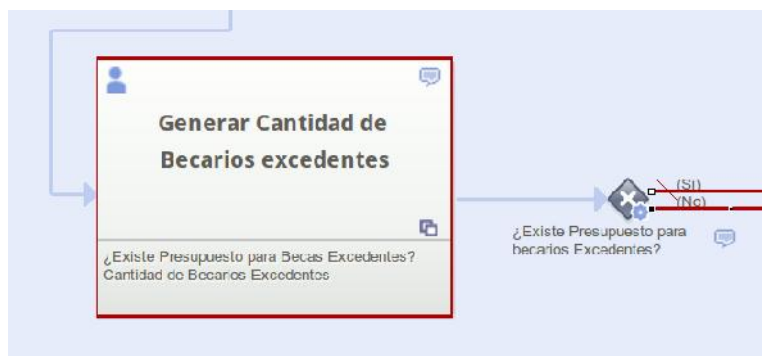 Generar Cantidad de
Becarios excedentes
¿Existe Presupuesto para Becas Excedentes?
Cantidad de Becarios Excedentes
(SI)
(No)
¿Existe Presupuesto para
becarios Excadentes?